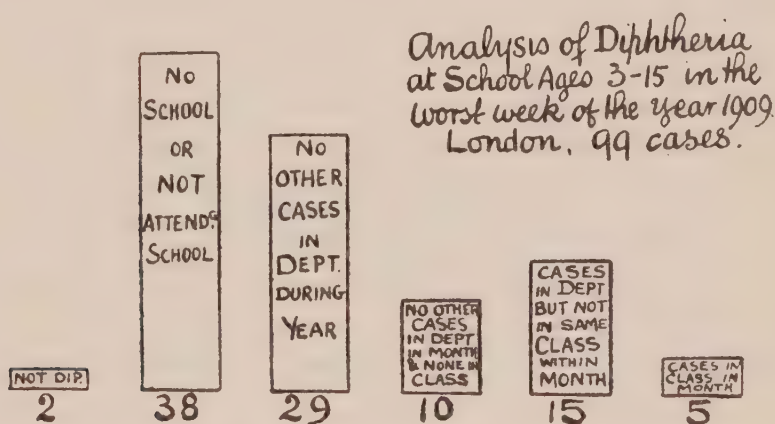 Analysis of Diphtheria
at School Ages 3-15 in the
worst week of the year 1909.
London. 99 cases.
NOT DIP.
2
NO
SCHOOL
OR
NOT
ATTENDG
SCHOOL
38
NO
OTHER
CASES
IN
DEPT.
DURING
YEAR
29
NO OTHER
CASES
IN DEPT
IN MONTH
& NONE IN
CLASS
10
CASES
IN DEPT
BUT NOT
IN SAME
CLASS
WITHIN
MONTH
15
CASES IN
CLASS IN
MONTH
5